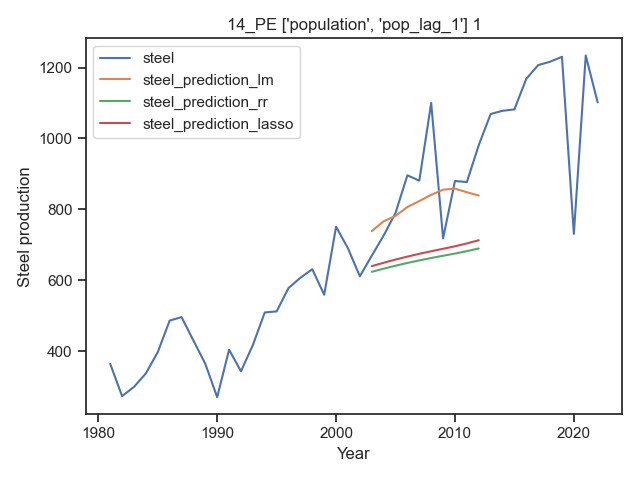 14_PE ['population', 'pop_lag_1'] 1
steel
steel_prediction_lm
steel_prediction_rr
steel_prediction_lasso
1200
1000
800
600
400
Steel production
1980 1990 2000 2010 2020
Year